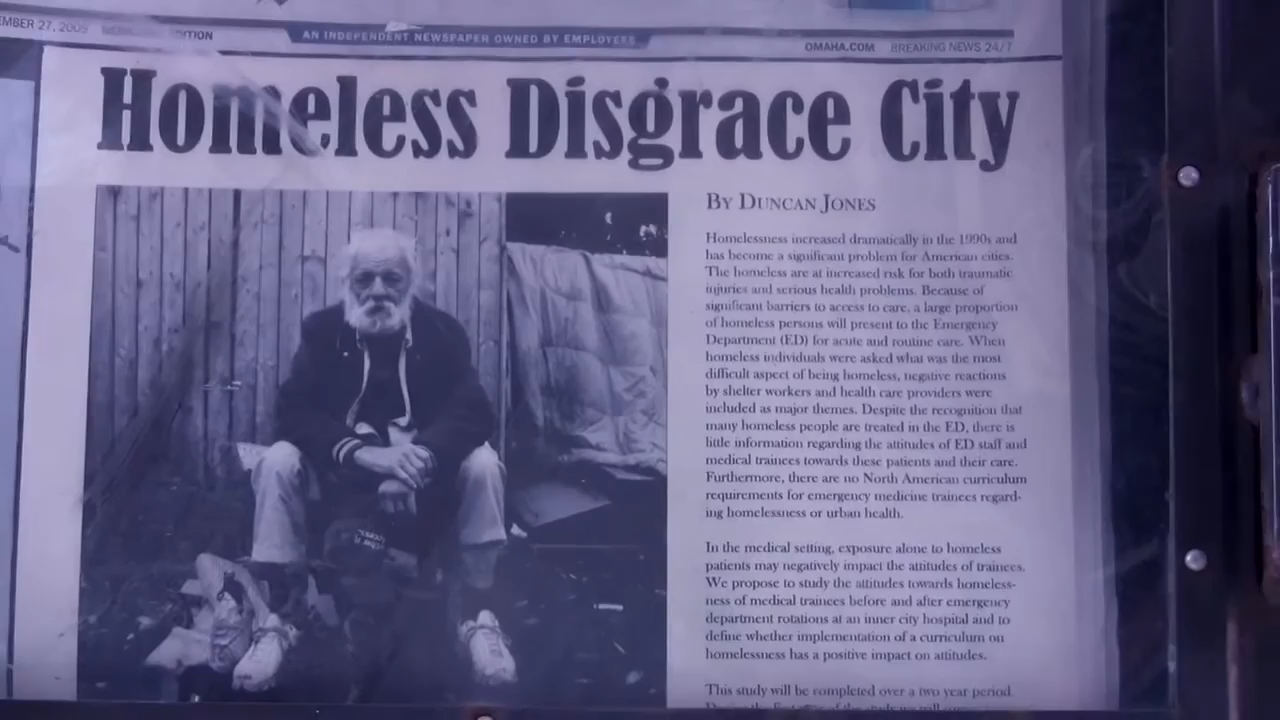 EMBER 27, 2009
AN INDEPENDENT NEWSPAPER OWNED BY EMPLOYEES
OMAHA.COM BREAKING NEWS 24/7
Homeless Disgrace City
BY DUNCAN JONES
Homelessness increased dramatically in the 1990s and
has become a significant problem for American cities.
The homeless are at increased risk for both traumatic
injuries and serious health problems. Because of
significant barriers to access to care, a large proportion
of homeless persons will present to the Emergency
Department (ED) for acute and routine care. When
homeless individuals were asked what was the most
difficult aspect of being homeless, negative reactions
by shelter workers and health care providers were
included as major themes. Despite the recognition that
many homeless people are treated in the ED, there is
little information regarding the attitudes of ED staff and
medical trainees towards these patients and their care.
Furthermore, there are no North American curriculum
requirements for emergency medicine trainees regard-
ing homelessness or urban health.
In the medical setting, exposure alone to homeless
patients may negatively impact the attitudes of trainees.
We propose to study the attitudes towards homeless-
ness of medical trainees before and after emergency
department rotations at an inner city hospital and to
define whether implementation of a curriculum on
homelessness has a positive impact on attitudes.
This study will be completed over a two year period.